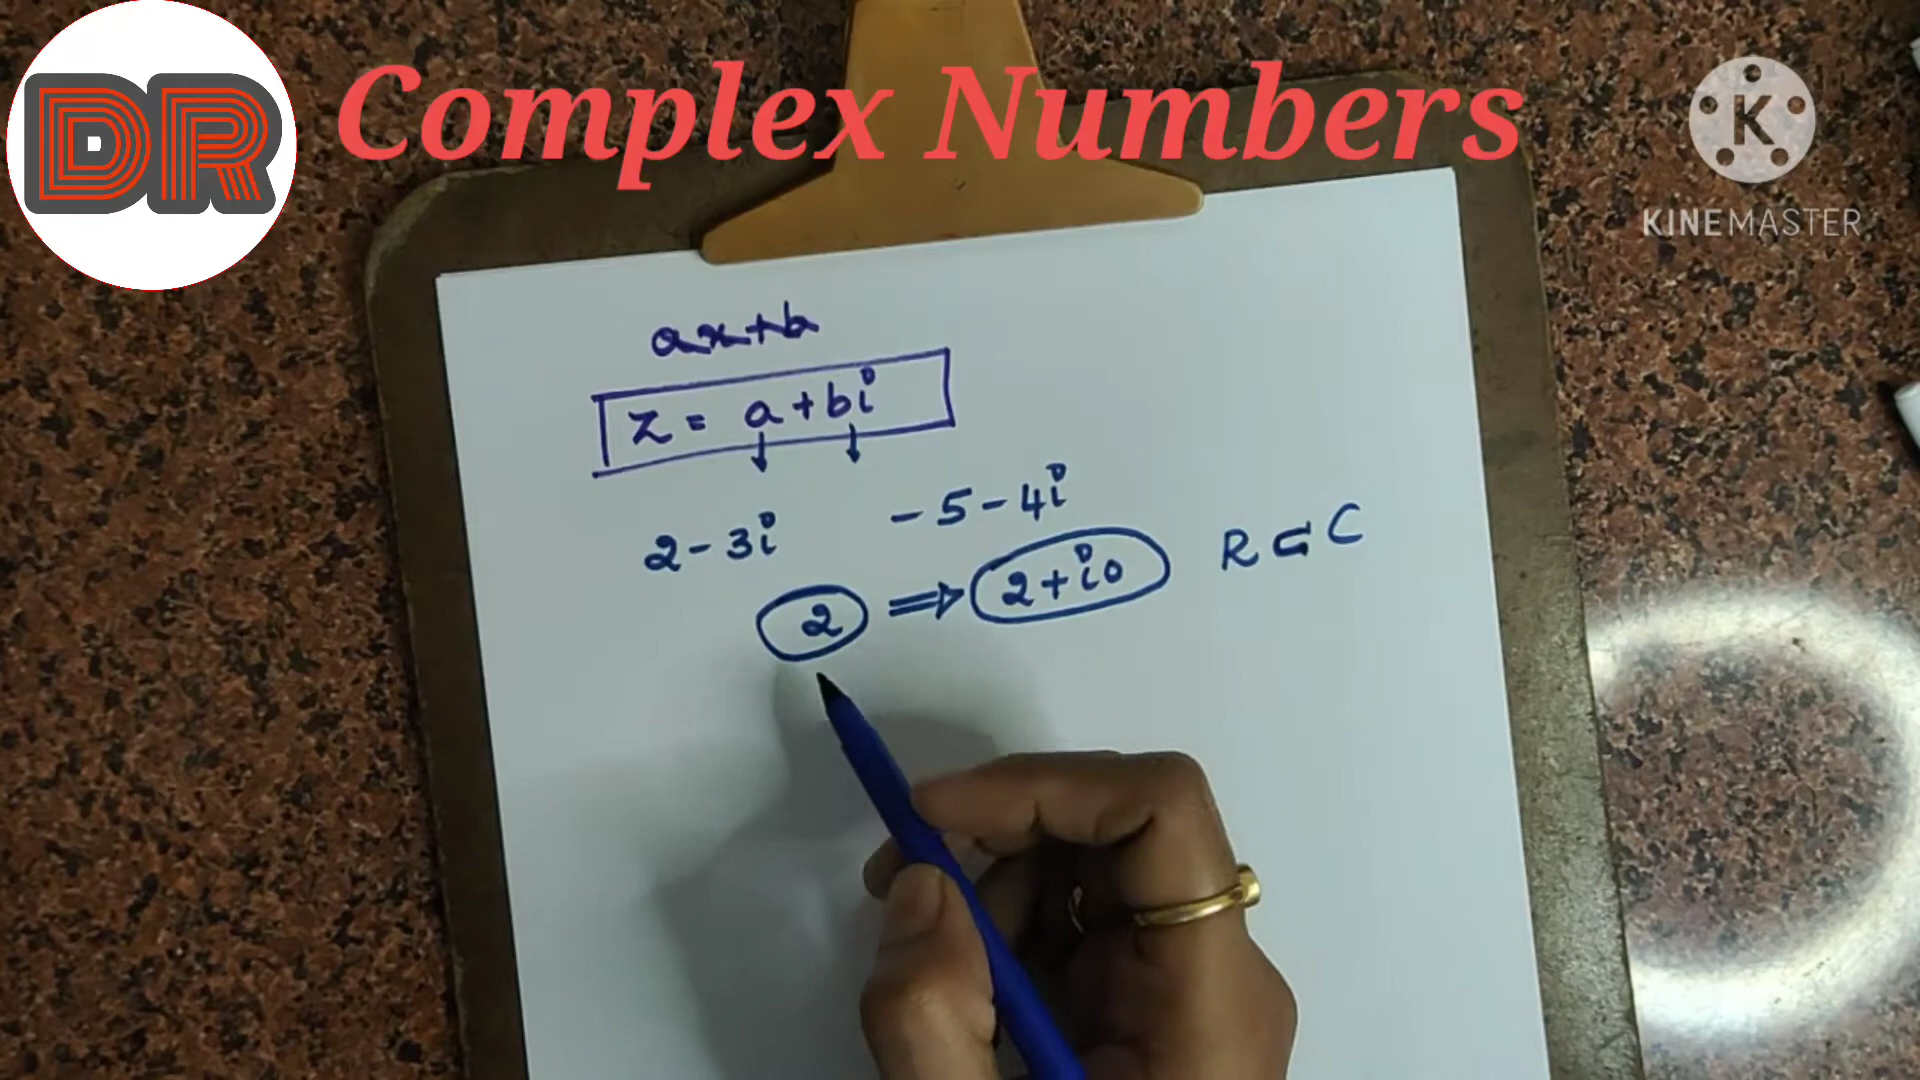 DR
Complex Numbers
K
KINEMASTER
ax+b
z = a+bi
2-3i
-5-4i
2 ⇒ 2+i0
R ⊂ C